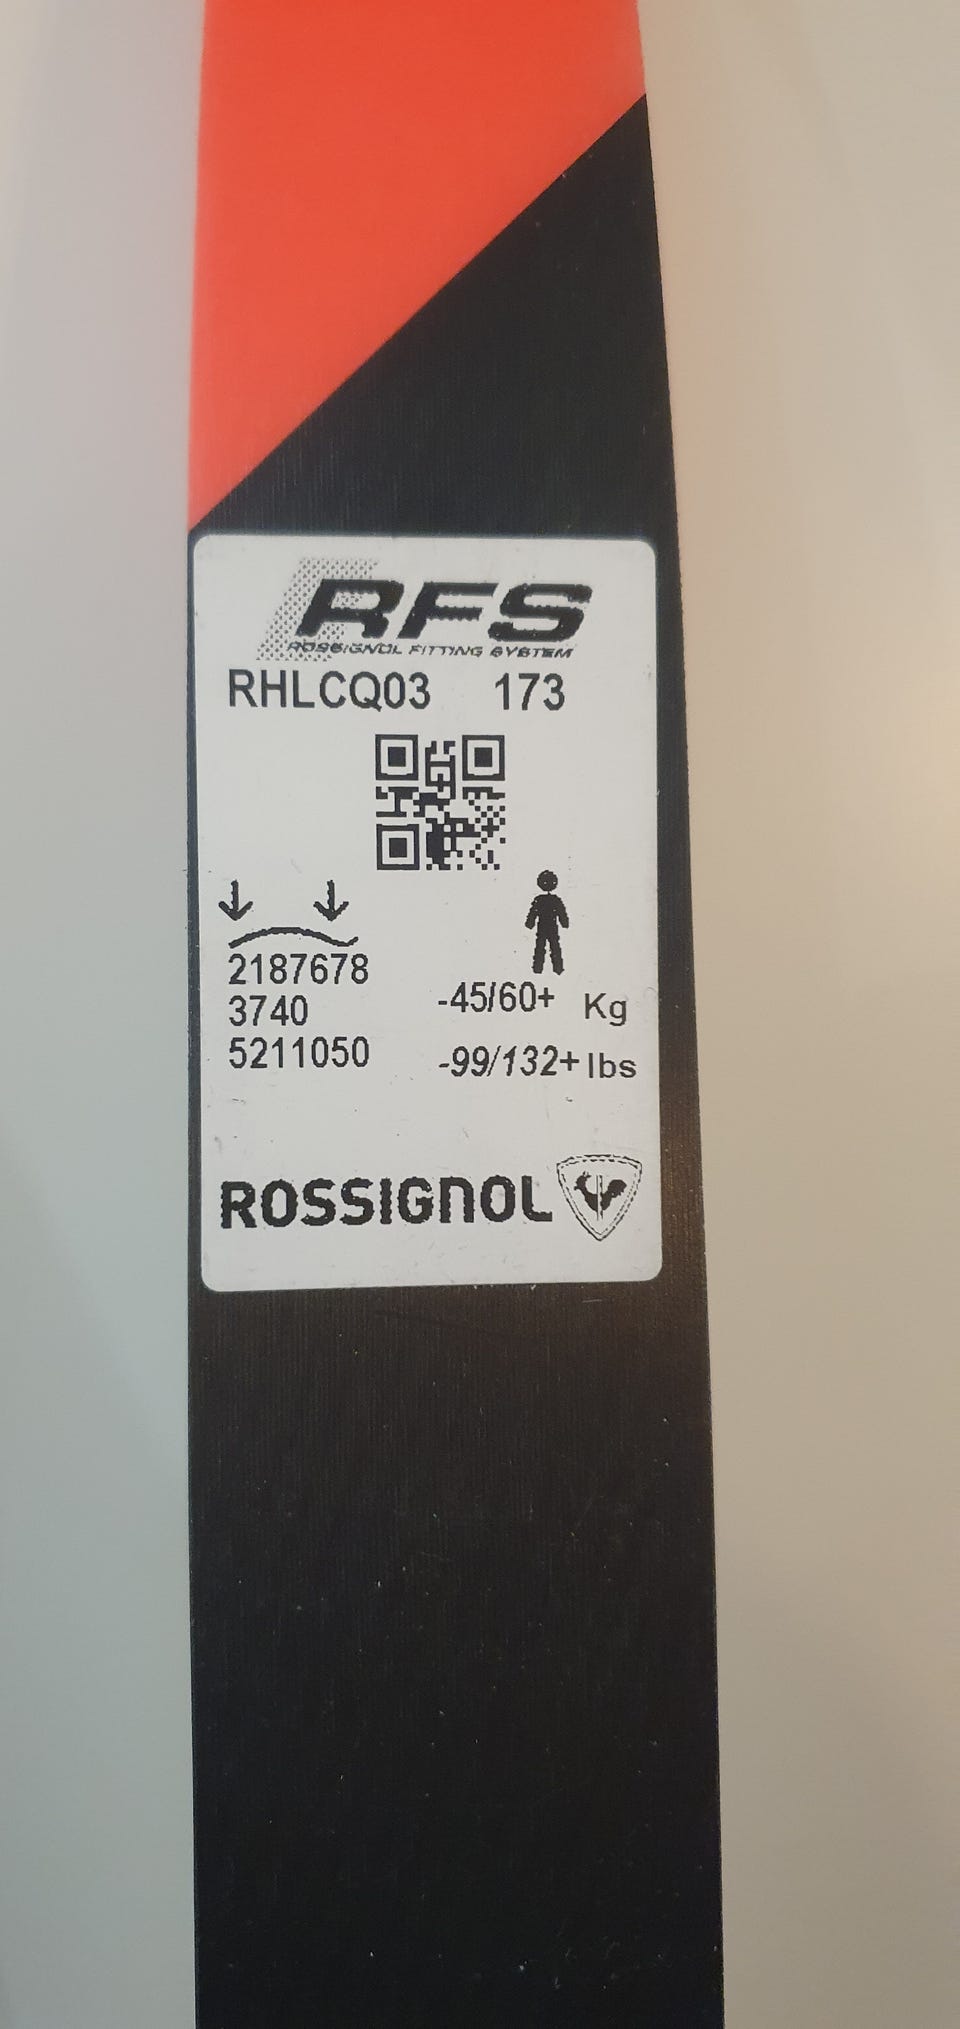 RFS
ROSSIGNOL FITTING SYSTEM
RHLCQ03 173
2187678
3740
5211050
-45/60+ Kg
-99/132+ lbs
ROSSIGNOL